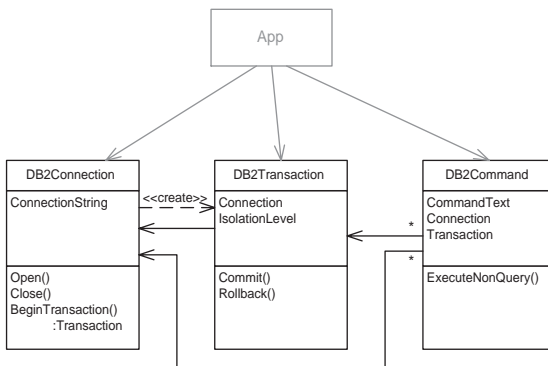 App
DB2Connection
ConnectionString
Open()
Close()
BeginTransaction()
:Transaction
<<create>>
DB2Transaction
Connection
IsolationLevel
Commit()
Rollback()
*
*
DB2Command
CommandText
Connection
Transaction
ExecuteNonQuery()